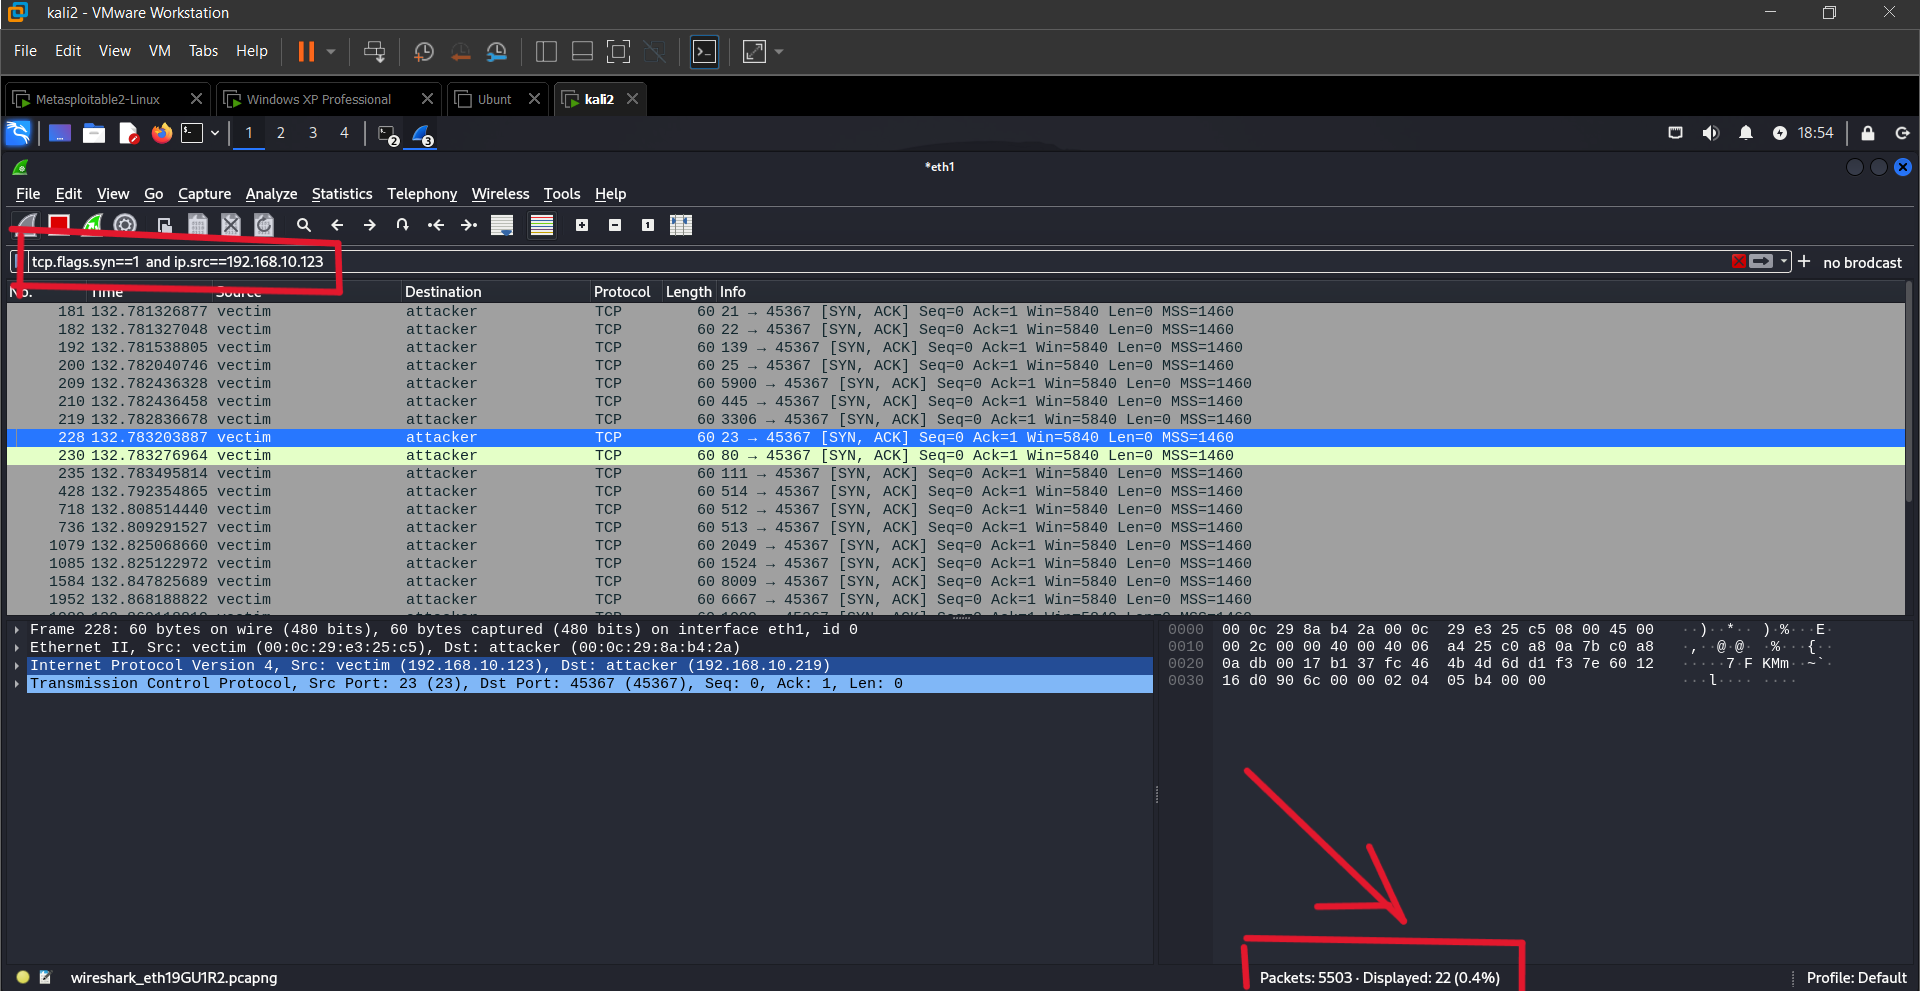 kali2 - VMware Workstation
File Edit View VM Tabs Help
Metasploitable2-Linux Windows XP Professional Ubunt kali2
1 2 3 4 2 3 18:54
*eth1
File Edit View Go Capture Analyze Statistics Telephony Wireless Tools Help
tcp.flags.syn==1 and ip.src==192.168.10.123 + no brodcast
No. Time Source Destination Protocol Length Info
181 132.781326877 vectim attacker TCP 60 21 → 45367 [SYN, ACK] Seq=0 Ack=1 Win=5840 Len=0 MSS=1460
182 132.781327048 vectim attacker TCP 60 22 → 45367 [SYN, ACK] Seq=0 Ack=1 Win=5840 Len=0 MSS=1460
192 132.781538805 vectim attacker TCP 60 139 → 45367 [SYN, ACK] Seq=0 Ack=1 Win=5840 Len=0 MSS=1460
200 132.782040746 vectim attacker TCP 60 25 → 45367 [SYN, ACK] Seq=0 Ack=1 Win=5840 Len=0 MSS=1460
209 132.782436328 vectim attacker TCP 60 5900 → 45367 [SYN, ACK] Seq=0 Ack=1 Win=5840 Len=0 MSS=1460
210 132.782436458 vectim attacker TCP 60 445 → 45367 [SYN, ACK] Seq=0 Ack=1 Win=5840 Len=0 MSS=1460
219 132.782836678 vectim attacker TCP 60 3306 → 45367 [SYN, ACK] Seq=0 Ack=1 Win=5840 Len=0 MSS=1460
228 132.783203887 vectim attacker TCP 60 23 → 45367 [SYN, ACK] Seq=0 Ack=1 Win=5840 Len=0 MSS=1460
230 132.783276964 vectim attacker TCP 60 80 → 45367 [SYN, ACK] Seq=0 Ack=1 Win=5840 Len=0 MSS=1460
235 132.783495814 vectim attacker TCP 60 111 → 45367 [SYN, ACK] Seq=0 Ack=1 Win=5840 Len=0 MSS=1460
428 132.792354865 vectim attacker TCP 60 514 → 45367 [SYN, ACK] Seq=0 Ack=1 Win=5840 Len=0 MSS=1460
718 132.808514440 vectim attacker TCP 60 512 → 45367 [SYN, ACK] Seq=0 Ack=1 Win=5840 Len=0 MSS=1460
736 132.809291527 vectim attacker TCP 60 513 → 45367 [SYN, ACK] Seq=0 Ack=1 Win=5840 Len=0 MSS=1460
1079 132.825068660 vectim attacker TCP 60 2049 → 45367 [SYN, ACK] Seq=0 Ack=1 Win=5840 Len=0 MSS=1460
1085 132.825122972 vectim attacker TCP 60 1524 → 45367 [SYN, ACK] Seq=0 Ack=1 Win=5840 Len=0 MSS=1460
1584 132.847825689 vectim attacker TCP 60 8009 → 45367 [SYN, ACK] Seq=0 Ack=1 Win=5840 Len=0 MSS=1460
1952 132.868188822 vectim attacker TCP 60 6667 → 45367 [SYN, ACK] Seq=0 Ack=1 Win=5840 Len=0 MSS=1460
Frame 228: 60 bytes on wire (480 bits), 60 bytes captured (480 bits) on interface eth1, id 0
Ethernet II, Src: vectim (00:0c:29:e3:25:c5), Dst: attacker (00:0c:29:8a:b4:2a)
Internet Protocol Version 4, Src: vectim (192.168.10.123), Dst: attacker (192.168.10.219)
Transmission Control Protocol, Src Port: 23 (23), Dst Port: 45367 (45367), Seq: 0, Ack: 1, Len: 0
0000 00 0c 29 8a b4 2a 00 0c 29 e3 25 c5 08 00 45 00 ··)··*·· )·%···E·
0010 00 2c 00 00 40 00 40 06 a4 25 c0 a8 0a 7b c0 a8 ·,··@·@· ·%···{··
0020 0a db 00 17 b1 37 fc 46 4b 4d 6d d1 f3 7e 60 12 ·····7·F KMm··~`·
0030 16 d0 90 6c 00 00 02 04 05 b4 00 00 ···l···· ····
wireshark_eth19GU1R2.pcapng Packets: 5503 · Displayed: 22 (0.4%) Profile: Default